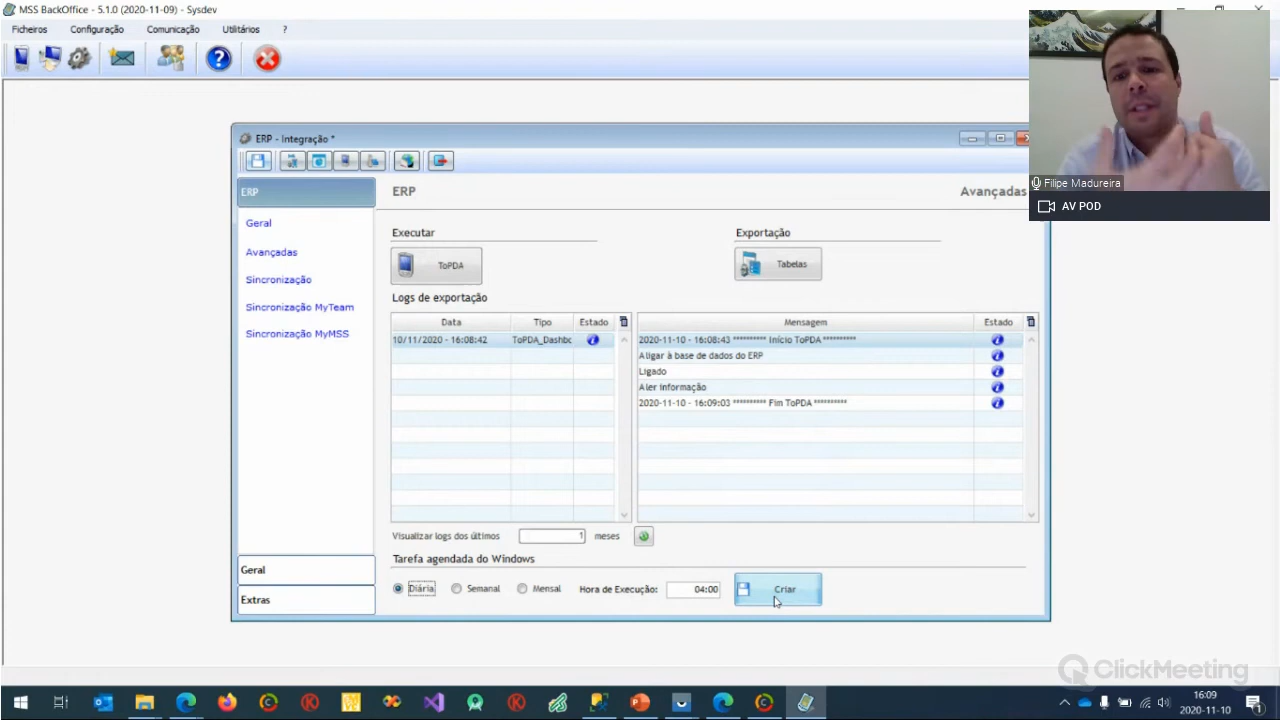 MSS BackOffice - 5.1.0 (2020-11-09) - Sysdev
Ficheiros Configuração Comunicação Utilitários ?
Filipe Madureira
AV POD
ERP - Integração *
ERP
ERP
Avançadas
Geral
Avançadas
Sincronização
Sincronização MyTeam
Sincronização MyMSS
Geral
Extras
Executar
ToPDA
Exportação
Tabelas
Logs de exportação
Data Tipo Estado
10/11/2020 - 16:08:42 ToPDA_Dashbc
Mensagem Estado
2020-11-10 - 16:08:43 ********** Início ToPDA **********
Aligar à base de dados do ERP
Ligado
Aler informação
2020-11-10 - 16:09:03 ********** Fim ToPDA **********
Visualizar logs dos últimos 1 meses
Tarefa agendada do Windows
Diária Semanal Mensal Hora de Execução: 04:00 Criar
ClickMeeting
16:09
2020-11-10
1